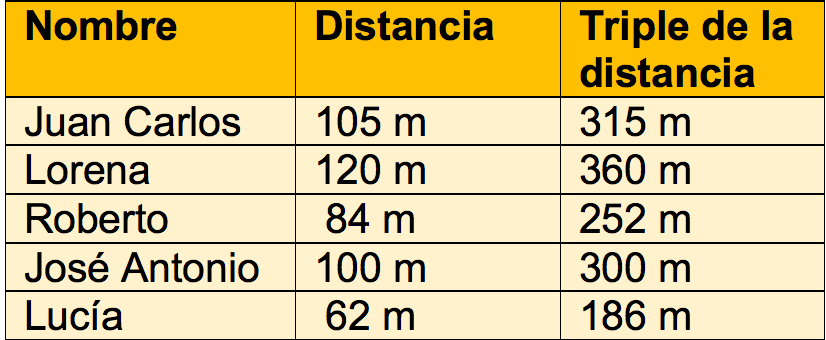 Nombre Distancia Triple de la
distancia
Juan Carlos 105 m 315 m
Lorena 120 m 360 m
Roberto 84 m 252 m
José Antonio 100 m 300 m
Lucía 62 m 186 m